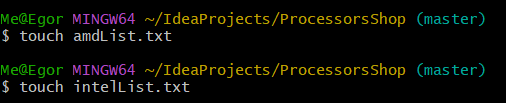 Me@Egor MINGW64 ~/IdeaProjects/ProcessorsShop (master)
$ touch amdList.txt
Me@Egor MINGW64 ~/IdeaProjects/ProcessorsShop (master)
$ touch intelList.txt